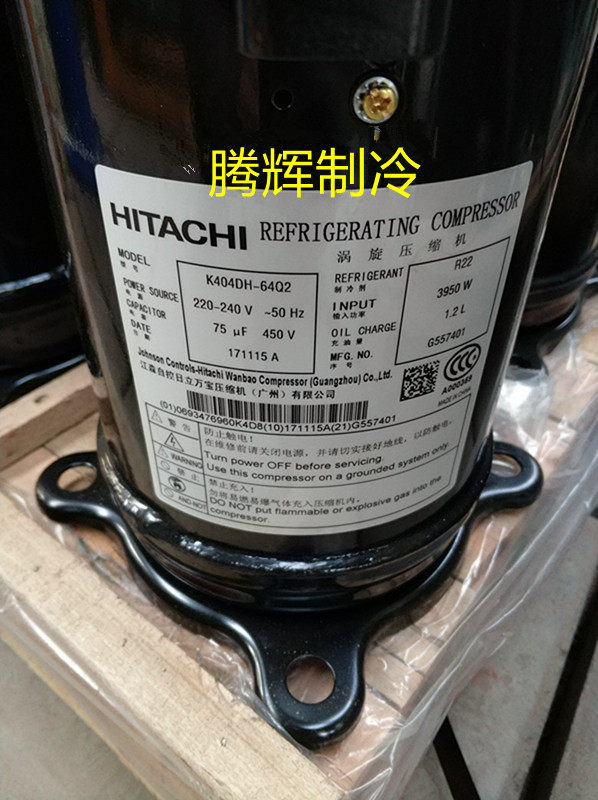 腾辉制冷
HITACHI REFRIGERATING COMPRESSOR
涡旋压缩机
MODEL
型号
K404DH-64Q2
POWER SOURCE
电源
220-240 V ~50 Hz
CAPACITOR
电容
75 μF 450 V
DATE
日期
171115 A
REFRIGERANT
制冷剂
R22
INPUT
输入功率
3950 W
OIL CHARGE
充油量
1.2 L
MFG. NO.
序号
G557401
Johnson Controls-Hitachi Wanbao Compressor (Guangzhou) Co.,Ltd.
江森自控日立万宝压缩机（广州）有限公司
A000389
MADE IN CHINA
(01)0693476960K4D8(10)171115A(21)G557401
警告
WARNING
防止触电!
在维修前请关闭电源，并请切实接好地线，以防触电。
Turn power OFF before servicing.
Use this compressor on a grounded system only.
禁止
禁止充入!
勿将易燃易爆气体充入压缩机内。
DO NOT put flammable or explosive gas into the
compressor.